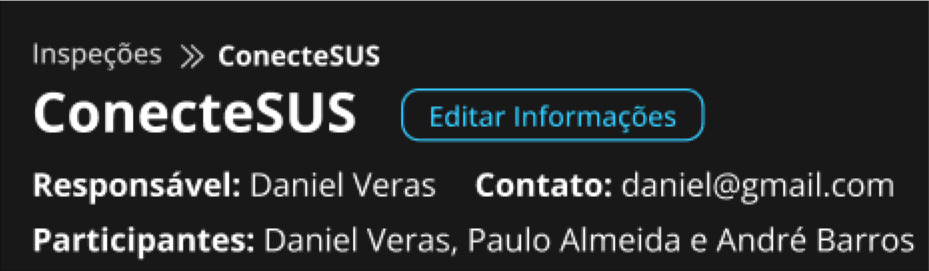 Inspeções >> ConecteSUS
ConecteSUS Editar Informações
Responsável: Daniel Veras Contato: daniel@gmail.com
Participantes: Daniel Veras, Paulo Almeida e André Barros